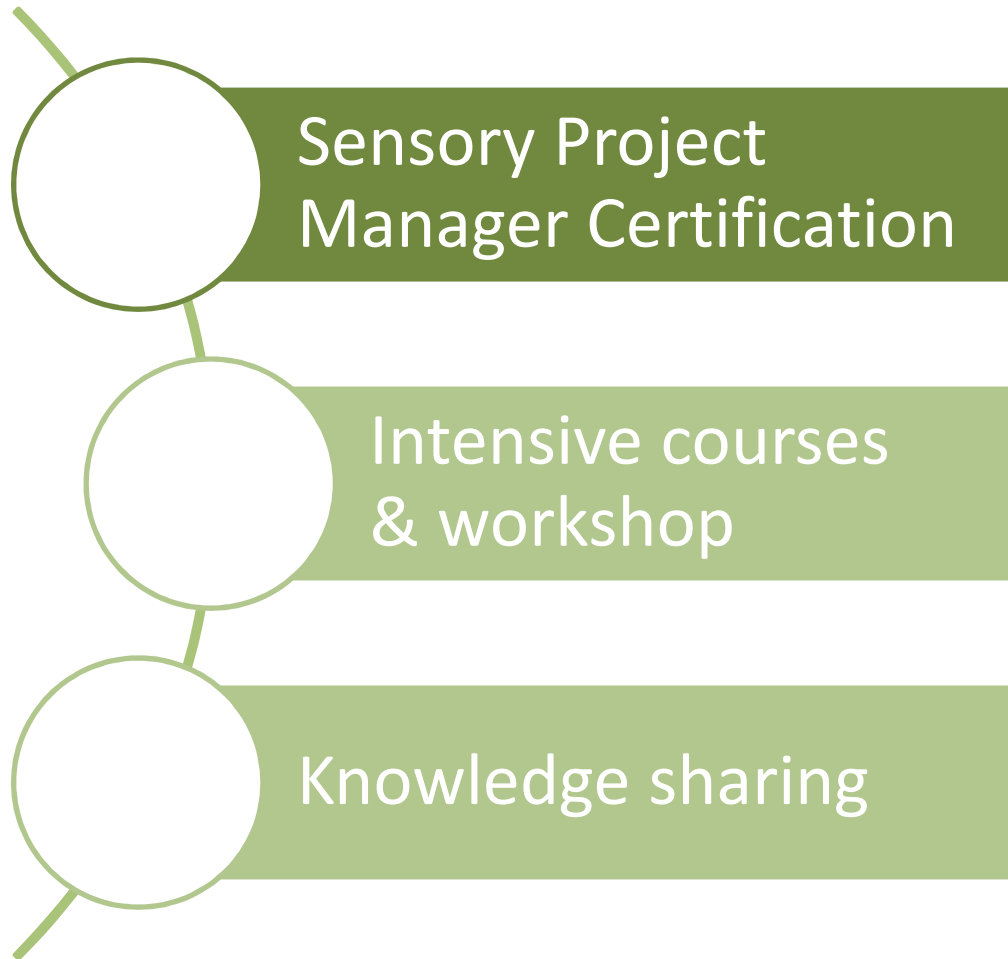 Sensory Project
Manager Certification
Intensive courses
& workshop
Knowledge sharing